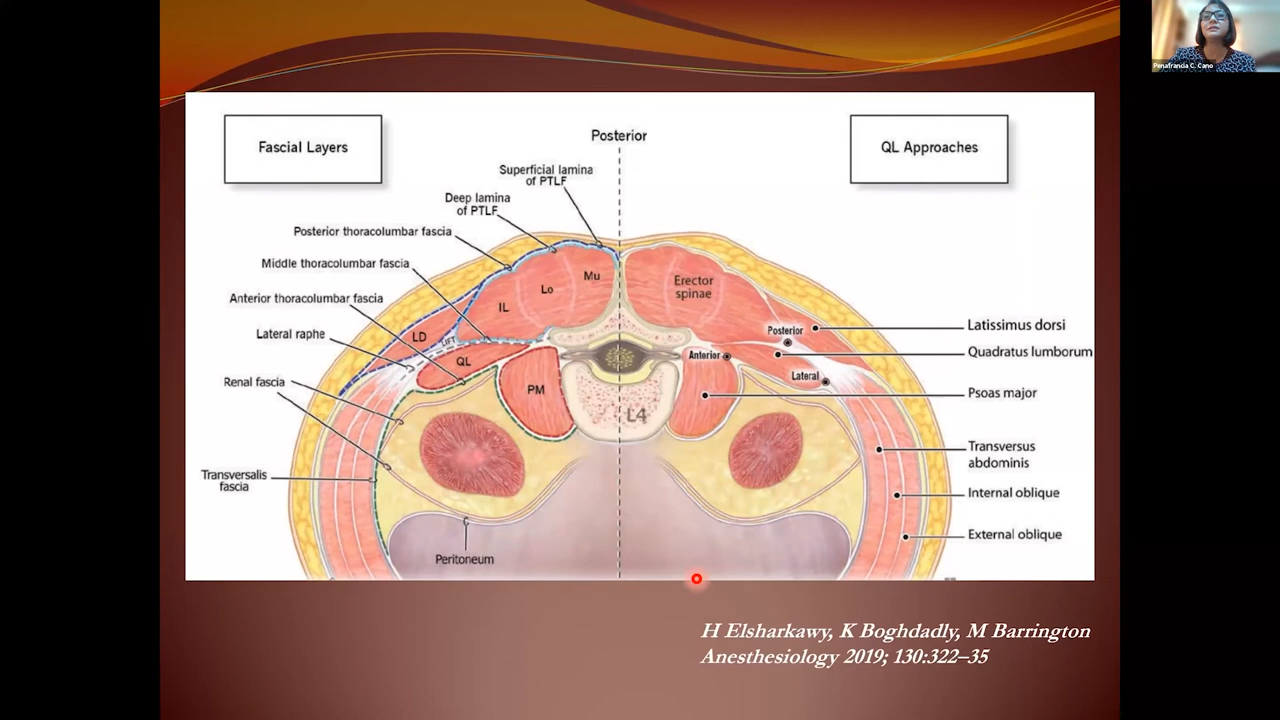 Penafrancia C. Cano
Fascial Layers
Posterior
QL Approaches
Superficial lamina
of PTLF
Deep lamina
of PTLF
Posterior thoracolumbar fascia
Middle thoracolumbar fascia
Anterior thoracolumbar fascia
Lateral raphe
Renal fascia
Transversalis
fascia
Peritoneum
Mu
Lo
IL
LD
LIFT
QL
PM
L4
Erector
spinae
Posterior
Anterior
Lateral
Latissimus dorsi
Quadratus lumborum
Psoas major
Transversus
abdominis
Internal oblique
External oblique
H Elsharkawy, K Boghdadly, M Barrington
Anesthesiology 2019; 130:322–35